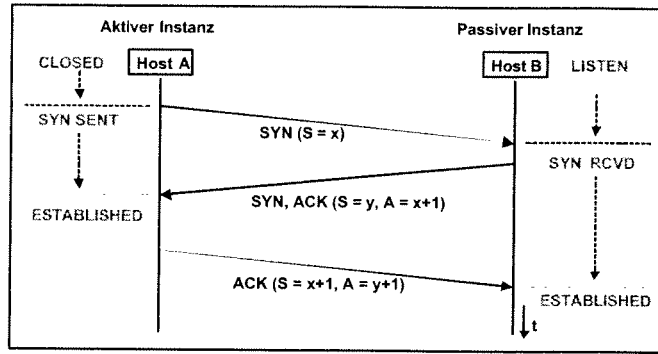 Aktiver Instanz
Passiver Instanz
CLOSED
Host A
Host B
LISTEN
SYN SENT
SYN (S = x)
SYN RCVD
SYN, ACK (S = y, A = x+1)
ESTABLISHED
ACK (S = x+1, A = y+1)
ESTABLISHED
t